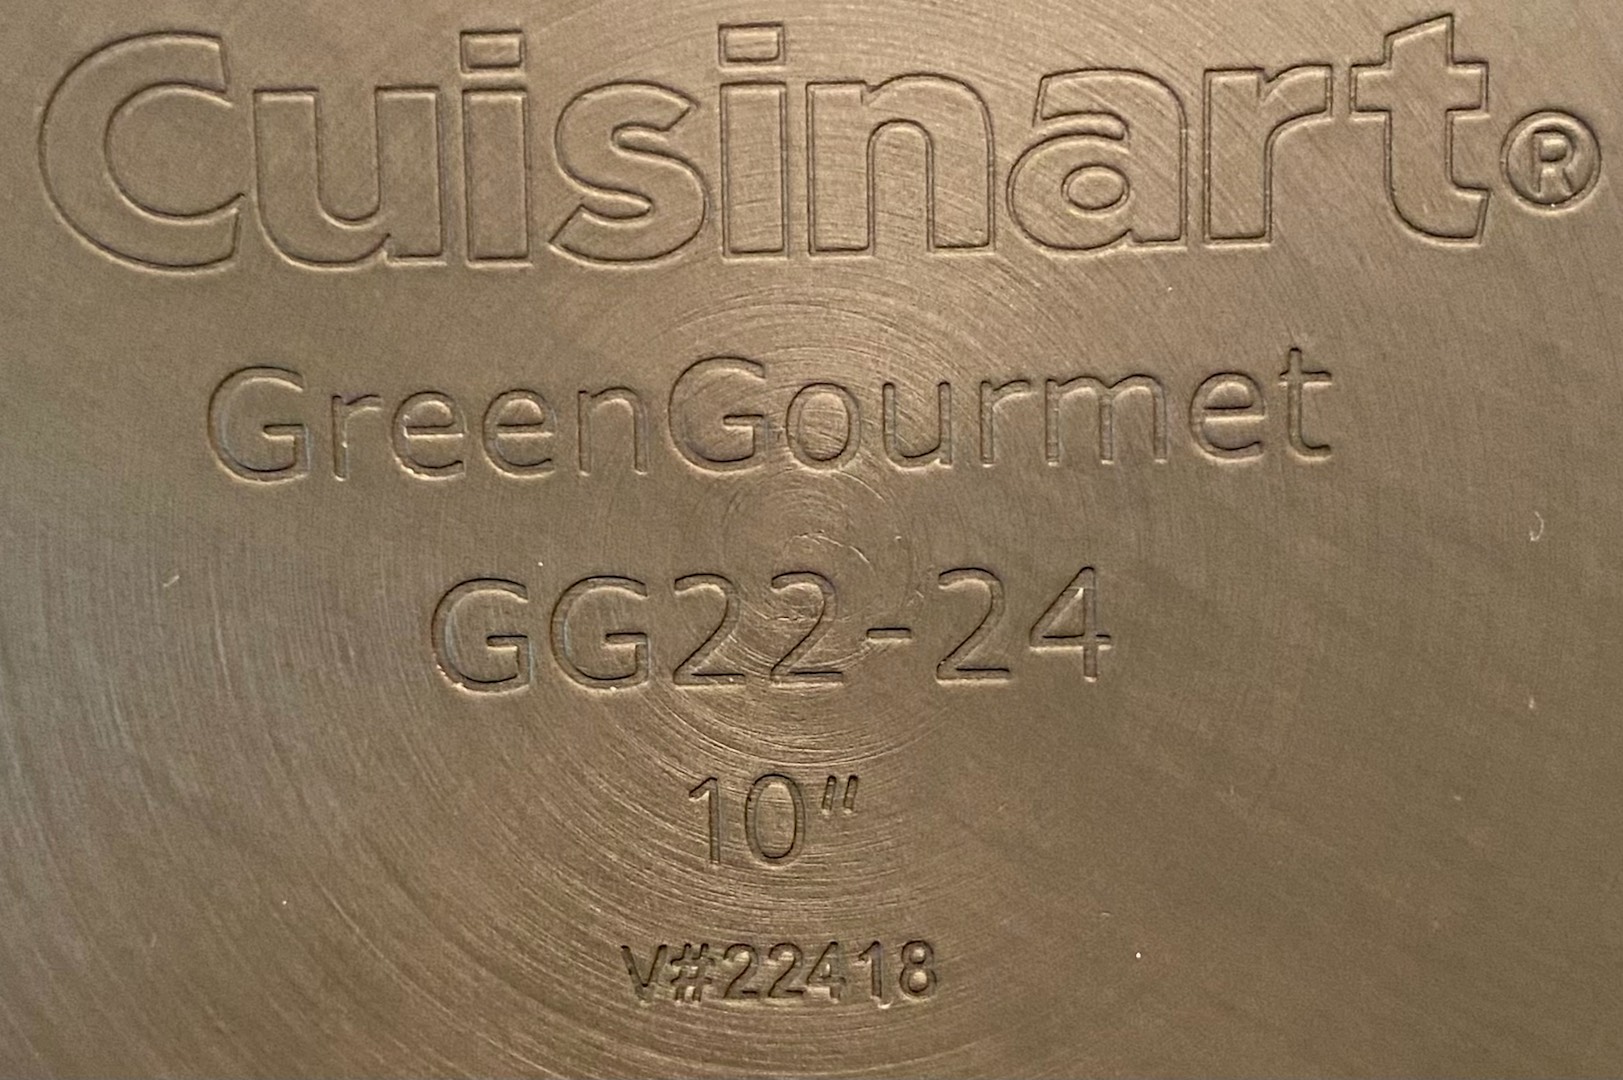 Cuisinart®
GreenGourmet
GG22-24
10"
V#22418